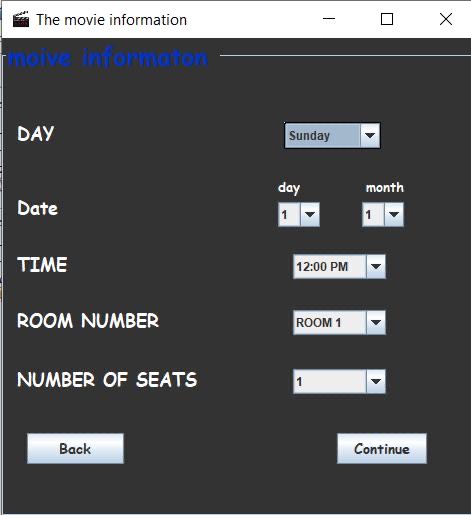 The movie information
moive informaton
DAY
Sunday
day month
Date
1 1
TIME
12:00 PM
ROOM NUMBER
ROOM 1
NUMBER OF SEATS
1
Back
Continue